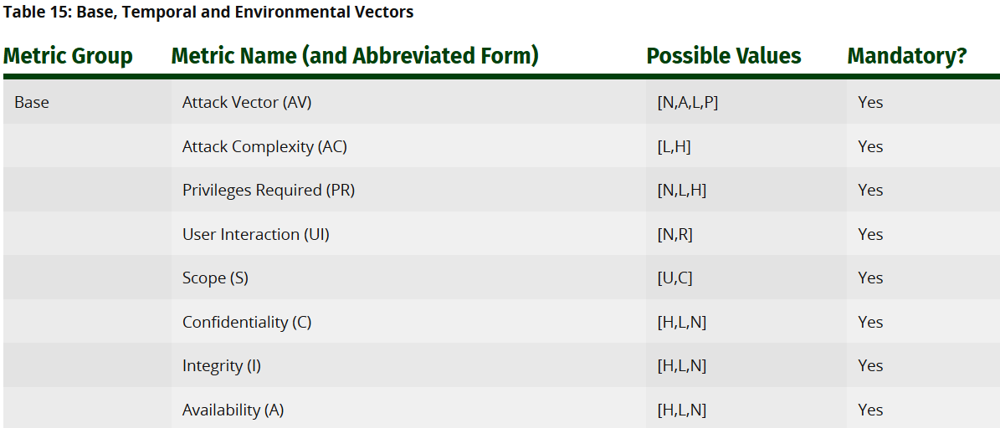 Table 15: Base, Temporal and Environmental Vectors
Metric Group Metric Name (and Abbreviated Form) Possible Values Mandatory?
Base Attack Vector (AV) [N,A,L,P] Yes
Attack Complexity (AC) [L,H] Yes
Privileges Required (PR) [N,L,H] Yes
User Interaction (UI) [N,R] Yes
Scope (S) [U,C] Yes
Confidentiality (C) [H,L,N] Yes
Integrity (I) [H,L,N] Yes
Availability (A) [H,L,N] Yes